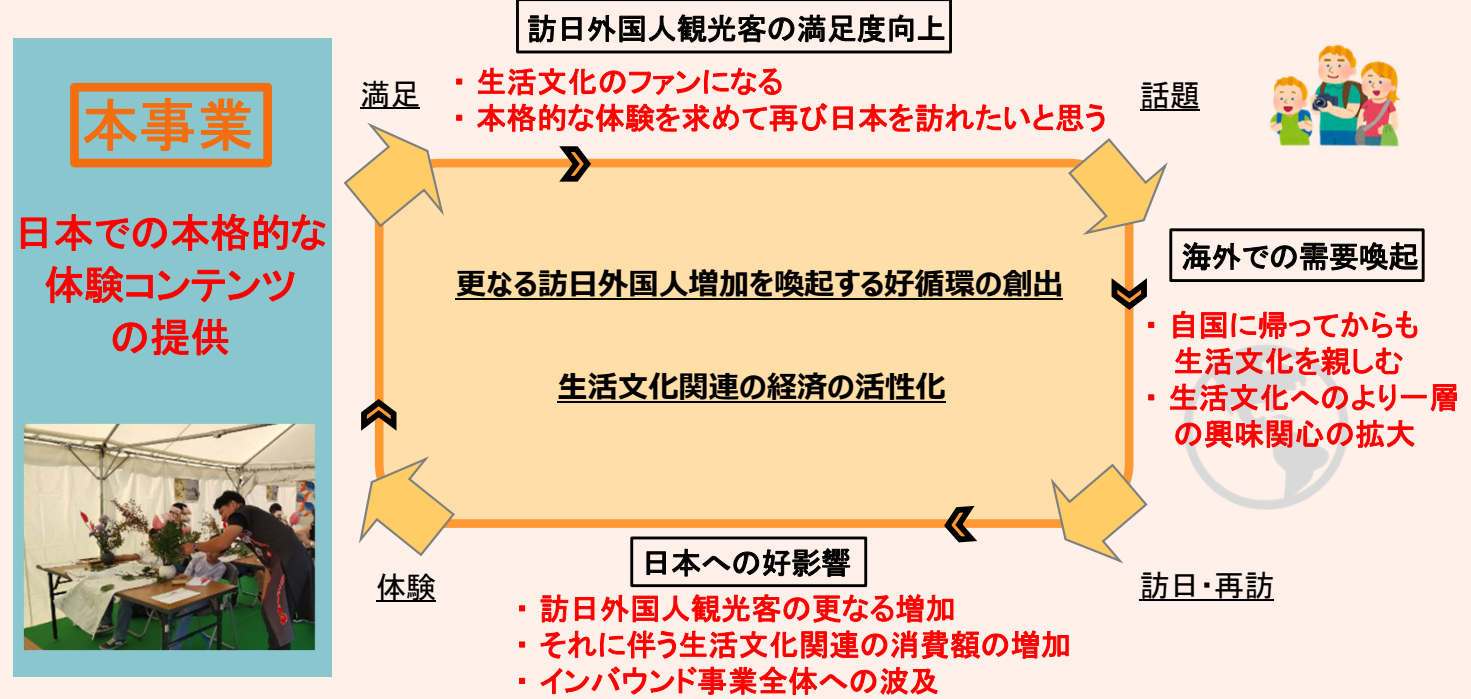 本事業
日本での本格的な
体験コンテンツ
の提供
訪日外国人観光客の満足度向上
満足
・生活文化のファンになる
・本格的な体験を求めて再び日本を訪れたいと思う
話題
海外での需要喚起
・自国に帰ってからも
生活文化を親しむ
・生活文化へのより一層
の興味関心の拡大
更なる訪日外国人増加を喚起する好循環の創出
生活文化関連の経済の活性化
訪日・再訪
日本への好影響
・訪日外国人観光客の更なる増加
・それに伴う生活文化関連の消費額の増加
・インバウンド事業全体への波及
体験